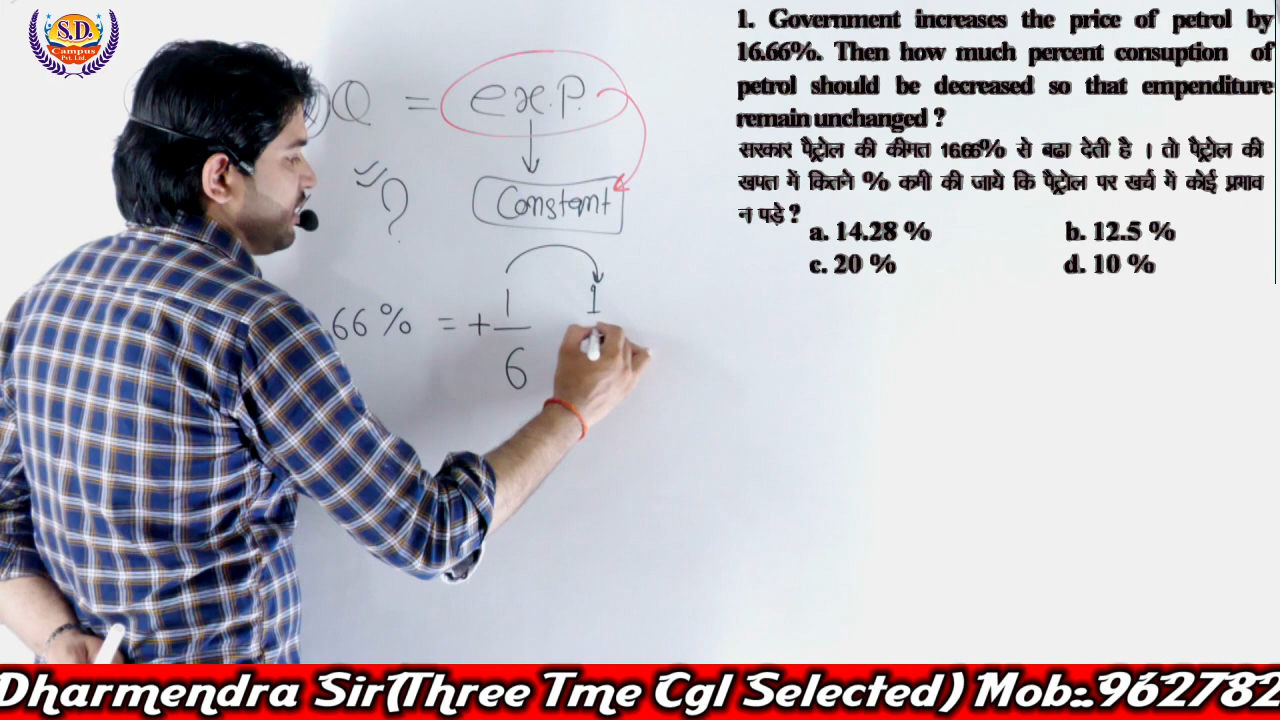 S.D.
Campus
Pvt. Ltd.
1. Government increases the price of petrol by
16.66%. Then how much percent consuption of
petrol should be decreased so that empenditure
remain unchanged ?
सरकार पैट्रोल की कीमत 16.66% से बढा देती है । तो पैट्रोल की
खपत में कितने % कमी की जाये कि पैट्रोल पर खर्च में कोई प्रभाव
न पड़े ?
a. 14.28 %
b. 12.5 %
c. 20 %
d. 10 %
Q = exp.
?
Constant
66% = + 1/6
1
Dharmendra Sir(Three Tme Cgl Selected) Mob:.962782